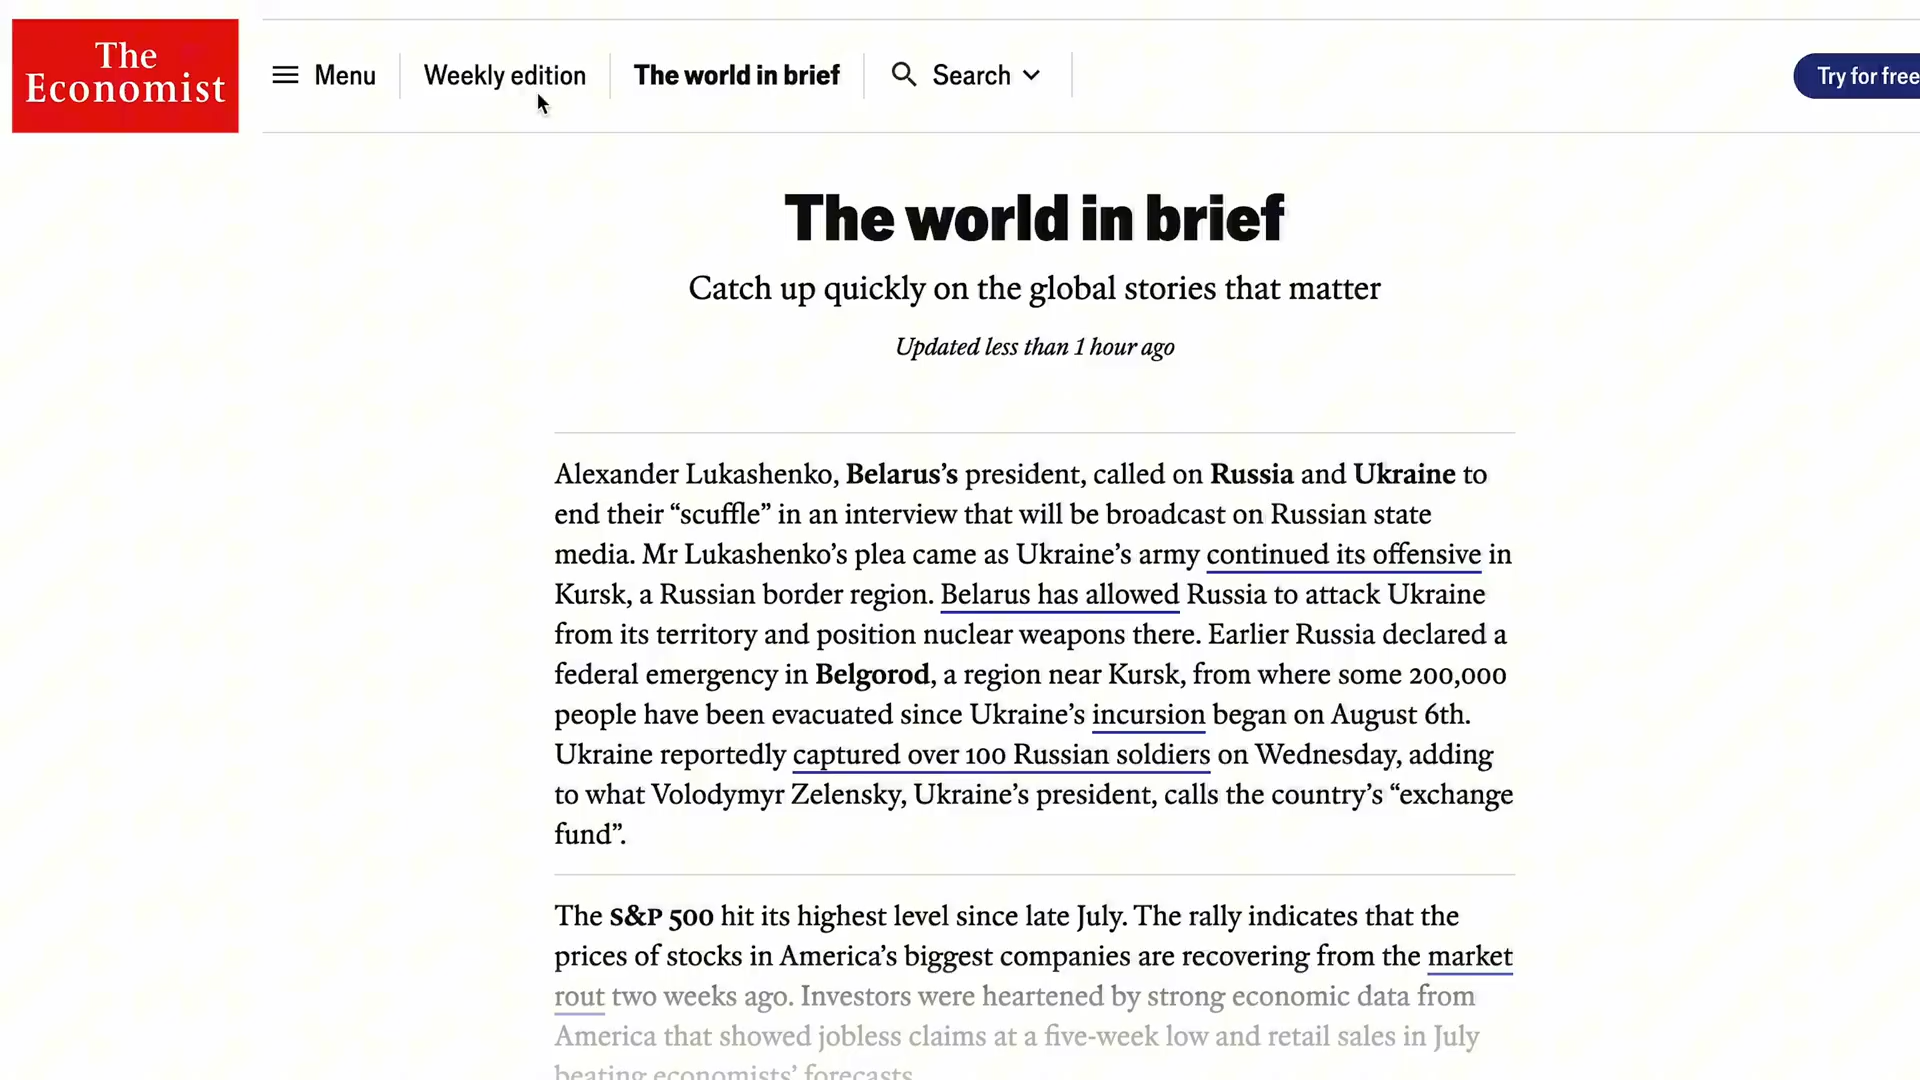 The
Economist
Menu
Weekly edition
The world in brief
Search
Try for free
The world in brief
Catch up quickly on the global stories that matter
Updated less than 1 hour ago
Alexander Lukashenko, Belarus’s president, called on Russia and Ukraine to
end their “scuffle” in an interview that will be broadcast on Russian state
media. Mr Lukashenko’s plea came as Ukraine’s army continued its offensive in
Kursk, a Russian border region. Belarus has allowed Russia to attack Ukraine
from its territory and position nuclear weapons there. Earlier Russia declared a
federal emergency in Belgorod, a region near Kursk, from where some 200,000
people have been evacuated since Ukraine’s incursion began on August 6th.
Ukraine reportedly captured over 100 Russian soldiers on Wednesday, adding
to what Volodymyr Zelensky, Ukraine’s president, calls the country’s “exchange
fund”.
The S&P 500 hit its highest level since late July. The rally indicates that the
prices of stocks in America’s biggest companies are recovering from the market
rout two weeks ago. Investors were heartened by strong economic data from
America that showed jobless claims at a five-week low and retail sales in July
beating economists’ forecasts.